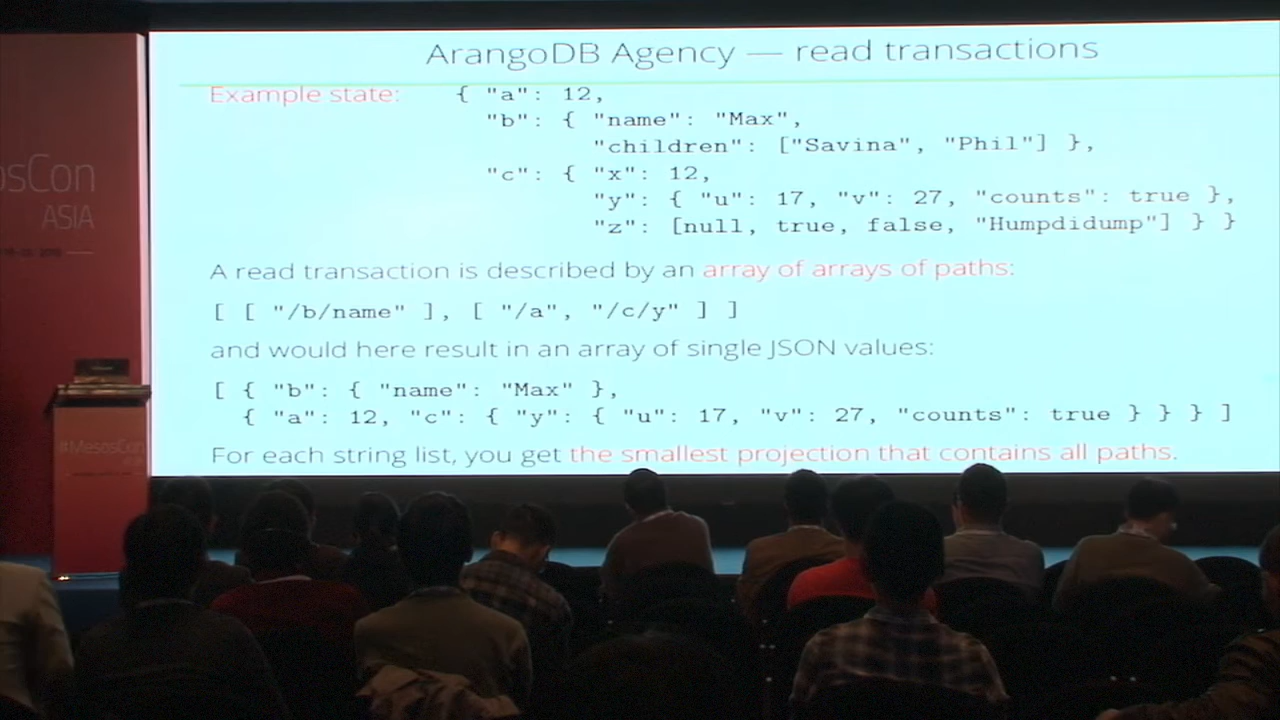 ArangoDB Agency — read transactions
Example state: { "a": 12,
"b": { "name": "Max",
"children": ["Savina", "Phil"] },
"c": { "x": 12,
"y": { "u": 17, "v": 27, "counts": true },
"z": [null, true, false, "Humpdidump"] } }
A read transaction is described by an array of arrays of paths:
[ [ "/b/name" ], [ "/a", "/c/y" ] ]
and would here result in an array of single JSON values:
[ { "b": { "name": "Max" },
{ "a": 12, "c": { "y": { "u": 17, "v": 27, "counts": true } } } ]
For each string list, you get the smallest projection that contains all paths.
osCon
ASIA
#MesosCon